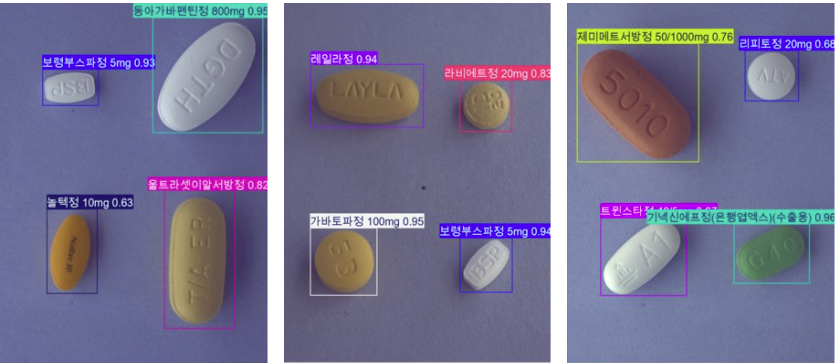 동아가바펜틴정 800mg 0.95
보령부스파정 5mg 0.93
BSP
DGTH
놀텍정 10mg 0.63
울트라셋이알서방정 0.82
T/A ER
레일라정 0.94
LAYLA
라비에트정 20mg 0.83
가바토파정 100mg 0.95
보령부스파정 5mg 0.94
BSP
제미메트서방정 50/1000mg 0.76
5010
리피토정 20mg 0.68
ATV
트윈스타정
기넥신에프정(은행엽엑스)(수출용) 0.96
A1
G40